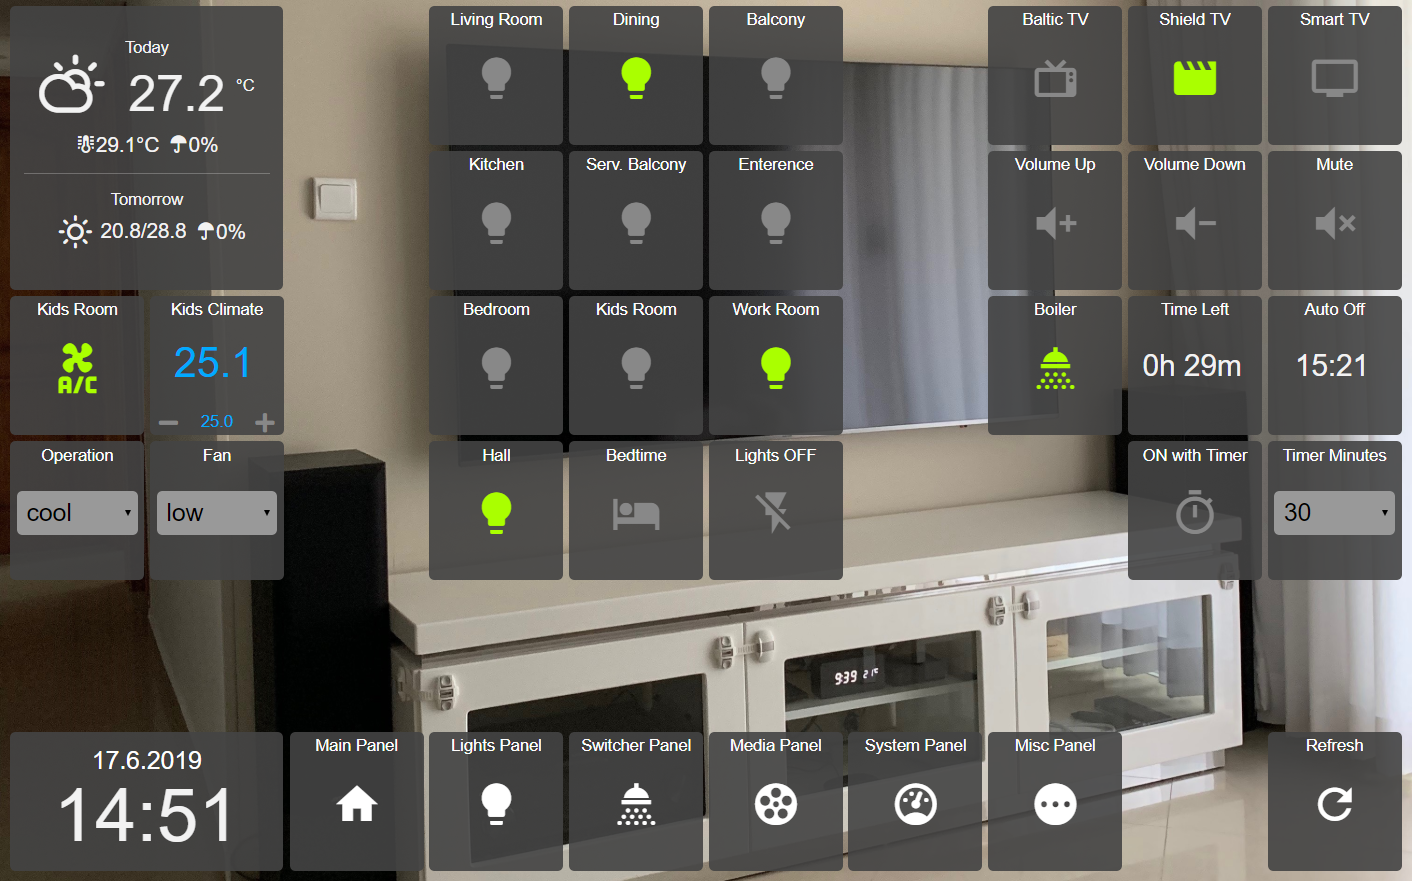 Today
27.2 °C
29.1°C 0%
Tomorrow
20.8/28.8 0%
Kids Room
A/C
Kids Climate
25.1
25.0
Operation
cool
Fan
low
Living Room
Dining
Balcony
Kitchen
Serv. Balcony
Enterence
Bedroom
Kids Room
Work Room
Hall
Bedtime
Lights OFF
Baltic TV
Shield TV
Smart TV
Volume Up
Volume Down
Mute
Boiler
Time Left
0h 29m
Auto Off
15:21
ON with Timer
Timer Minutes
30
9:39 21°F
17.6.2019
14:51
Main Panel
Lights Panel
Switcher Panel
Media Panel
System Panel
Misc Panel
Refresh